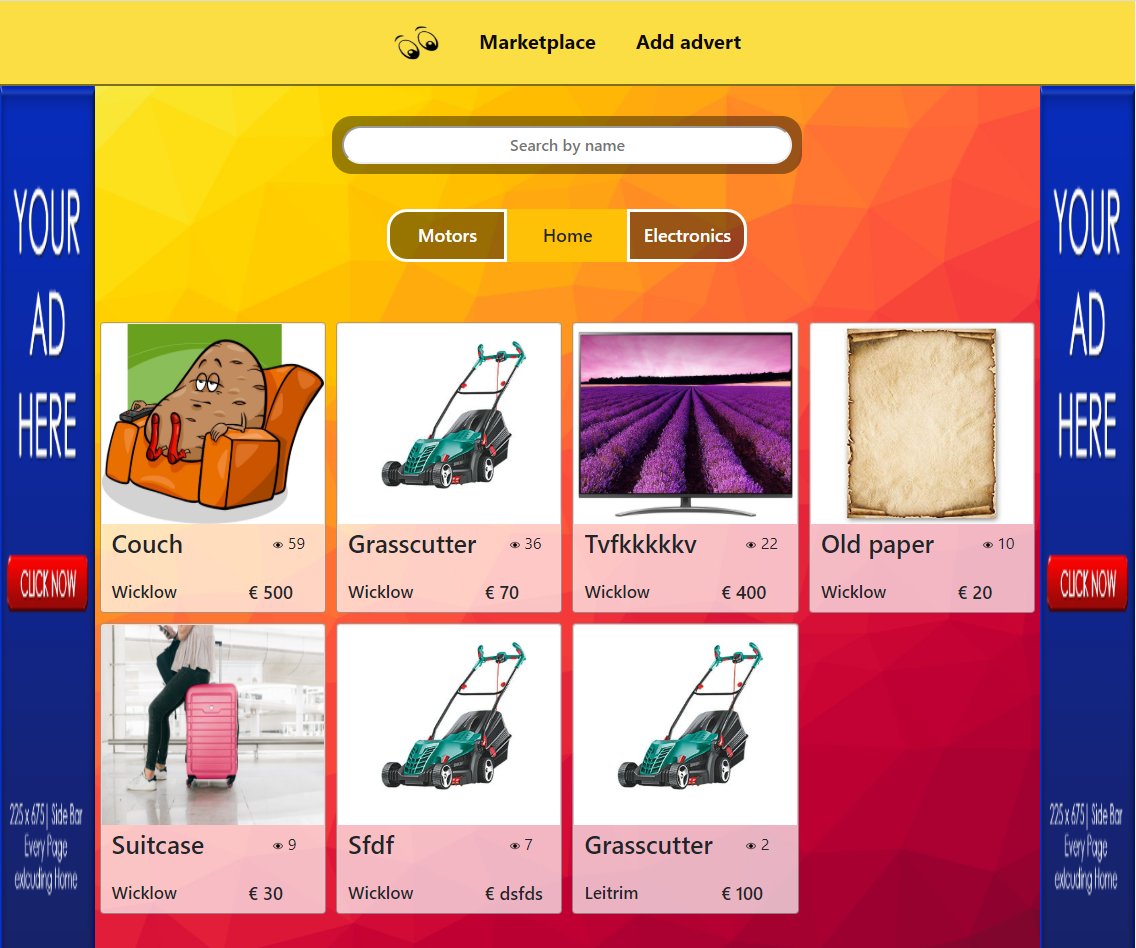 Marketplace
Add advert
Search by name
Motors
Home
Electronics
YOUR
AD
HERE
CLICK NOW
225 x 675 | Side Bar
Every Page
exlcuding Home
Couch
59
Wicklow
€ 500
Grasscutter
36
Wicklow
€ 70
Tvfkkkkkv
22
Wicklow
€ 400
Old paper
10
Wicklow
€ 20
Suitcase
9
Wicklow
€ 30
Sfdf
7
Wicklow
€ dsfds
Grasscutter
2
Leitrim
€ 100
YOUR
AD
HERE
CLICK NOW
225 x 675 | Side Bar
Every Page
exlcuding Home